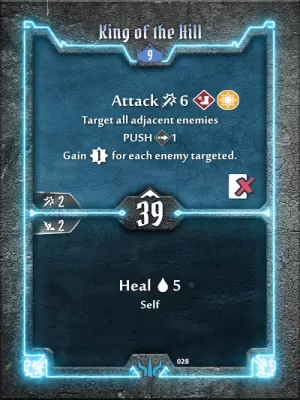 King of the Hill
9
Attack 6
Target all adjacent enemies
PUSH 1
Gain 1 for each enemy targeted.
2
39
2
Heal 5
Self
028